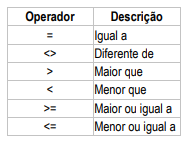 Operador Descrição
= Igual a
<> Diferente de
> Maior que
< Menor que
>= Maior ou igual a
<= Menor ou igual a